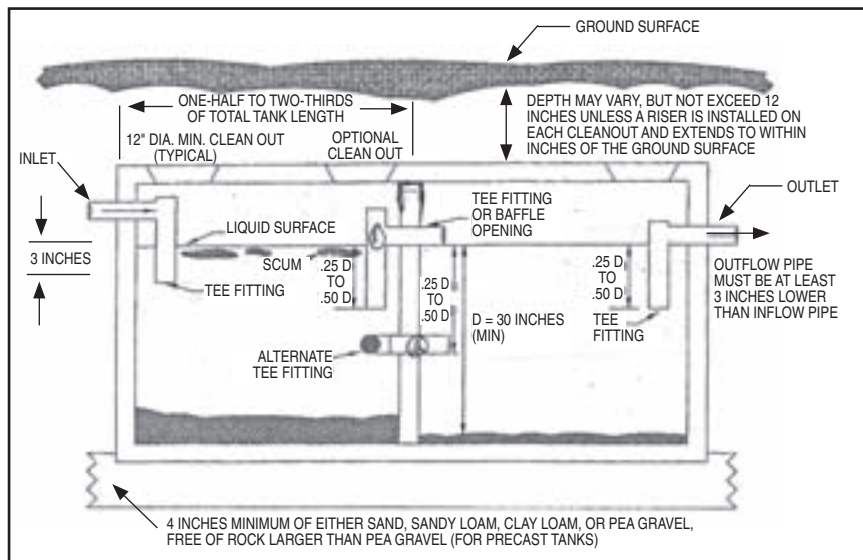 GROUND SURFACE
ONE-HALF TO TWO-THIRDS
OF TOTAL TANK LENGTH
DEPTH MAY VARY, BUT NOT EXCEED 12
INCHES UNLESS A RISER IS INSTALLED ON
EACH CLEANOUT AND EXTENDS TO WITHIN
INCHES OF THE GROUND SURFACE
12" DIA. MIN. CLEAN OUT
(TYPICAL)
OPTIONAL
CLEAN OUT
INLET
OUTLET
TEE FITTING
OR BAFFLE
OPENING
LIQUID SURFACE
3 INCHES
SCUM
.25 D
TO
.50 D
TEE FITTING
.25 D
TO
.50 D
D = 30 INCHES
(MIN)
.25 D
TO
.50 D
TEE
FITTING
OUTFLOW PIPE
MUST BE AT LEAST
3 INCHES LOWER
THAN INFLOW PIPE
ALTERNATE
TEE FITTING
4 INCHES MINIMUM OF EITHER SAND, SANDY LOAM, CLAY LOAM, OR PEA GRAVEL,
FREE OF ROCK LARGER THAN PEA GRAVEL (FOR PRECAST TANKS)